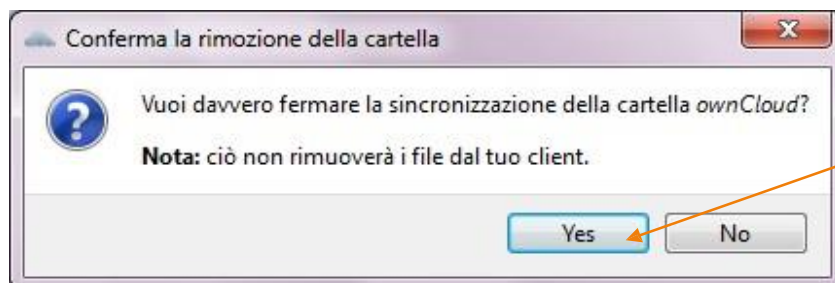 Conferma la rimozione della cartella
Vuoi davvero fermare la sincronizzazione della cartella ownCloud?
Nota: ciò non rimuoverà i file dal tuo client.
Yes No